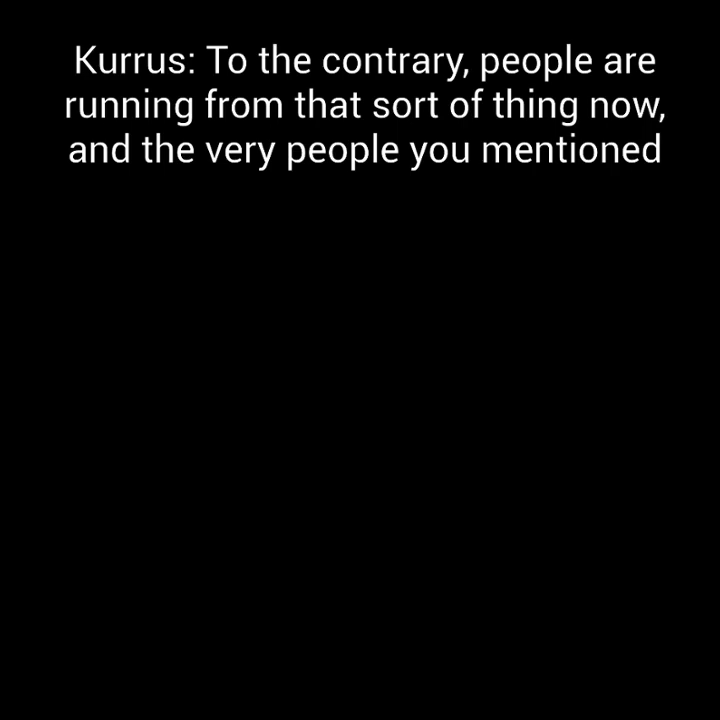 Kurrus: To the contrary, people are
running from that sort of thing now,
and the very people you mentioned